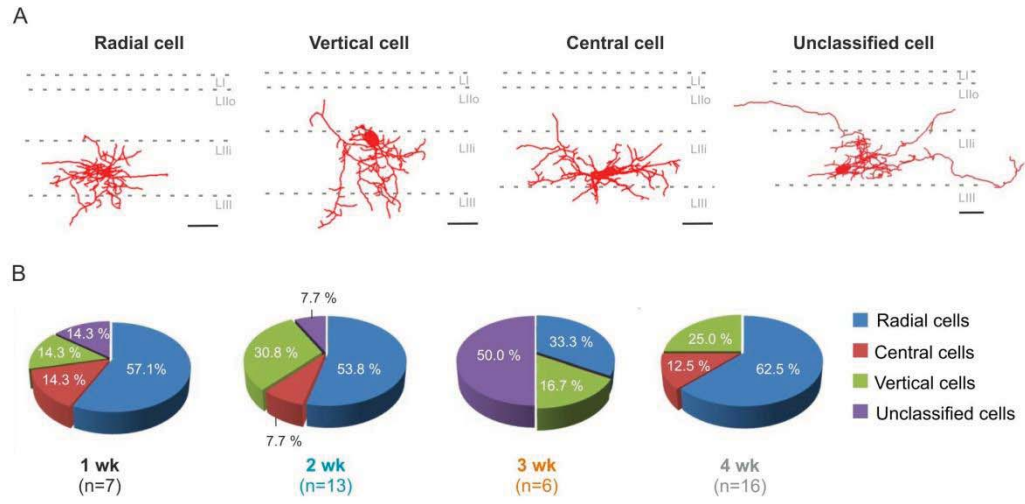 A
Radial cell
Vertical cell
Central cell
Unclassified cell
LI
LIIo
LIIi
LIII
LI
LIIo
LIIi
LIII
LI
LIIo
LIIi
LIII
LI
LIIo
LIIi
LIII
B
14.3 %
14.3 %
14.3 %
57.1%
1 wk
(n=7)
7.7 %
30.8 %
53.8 %
7.7 %
2 wk
(n=13)
50.0 %
33.3 %
16.7 %
3 wk
(n=6)
25.0 %
12.5 %
62.5 %
4 wk
(n=16)
Radial cells
Central cells
Vertical cells
Unclassified cells